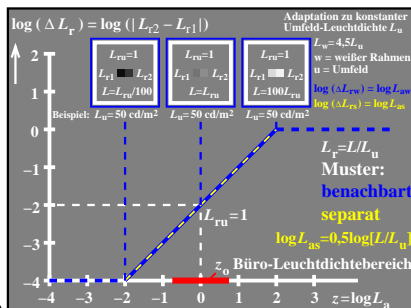 log (ΔLr) = log (|Lr2−Lr1|)
Adaptation zu konstanter
Umfeld-Leuchtdichte Lu
Lw=4,5Lu
w = weißer Rahmen
u = Umfeld
log (ΔLrw) = logLaw
log (ΔLrs) = logLas
Lru=1 Lru=1 Lru=1
Lr1 Lr2 Lr1 Lr2 Lr1 Lr2
L=Lru/100 L=Lru L=100Lru
Beispiel: Lu=50 cd/m2 Lu=50 cd/m2 Lu=50 cd/m2
2
1
0
−1
−2
−3
−4
Lr=L/Lu
Muster:
benachbart
separat
logLas=0,5log[L/Lu]
Lru=1
zo Büro-Leuchtdichtebereich
−4 −3 −2 −1 0 1 2 3 z=logLa